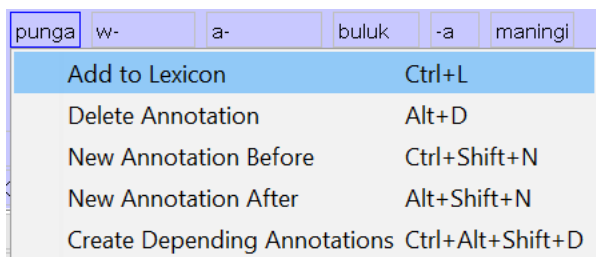 punga w- a- buluk -a maningi
Add to Lexicon Ctrl+L
Delete Annotation Alt+D
New Annotation Before Ctrl+Shift+N
New Annotation After Alt+Shift+N
Create Depending Annotations Ctrl+Alt+Shift+D